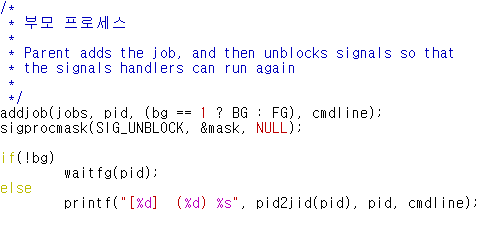 /*
 * 부모 프로세스
 *
 * Parent adds the job, and then unblocks signals so that
 * the signals handlers can run again
 *
 */
addjob(jobs, pid, (bg == 1 ? BG : FG), cmdline);
sigprocmask(SIG_UNBLOCK, &mask, NULL);

if(!bg)
        waitfg(pid);
else
        printf("[%d]  (%d) %s", pid2jid(pid), pid, cmdline);